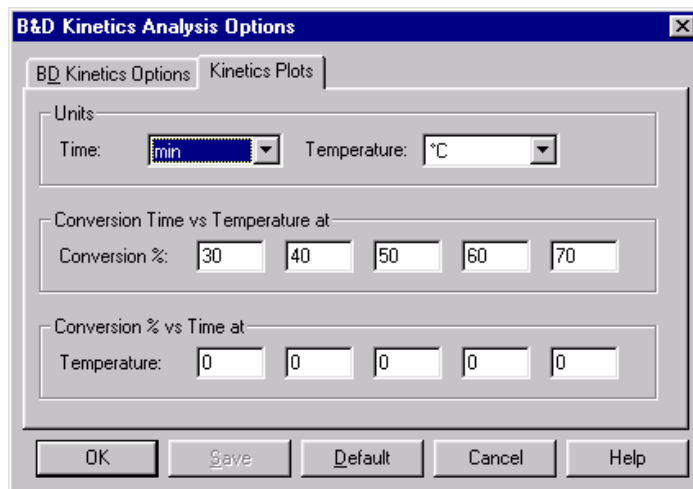 B&D Kinetics Analysis Options
BD Kinetics Options Kinetics Plots
Units
Time: min Temperature: °C
Conversion Time vs Temperature at
Conversion %: 30 40 50 60 70
Conversion % vs Time at
Temperature: 0 0 0 0 0
OK Save Default Cancel Help